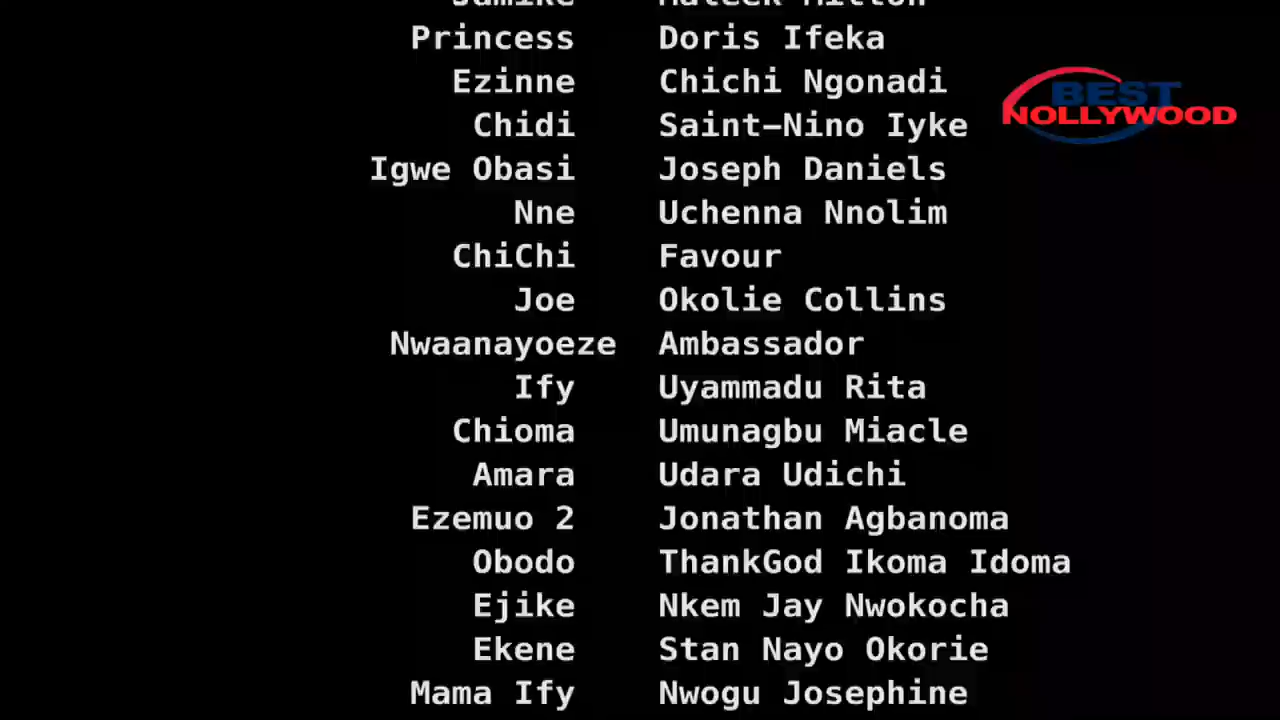 Princess Doris Ifeka
Ezinne Chichi Ngonadi
Chidi Saint-Nino Iyke
Igwe Obasi Joseph Daniels
Nne Uchenna Nnolim
ChiChi Favour
Joe Okolie Collins
Nwaanayoeze Ambassador
Ify Uyammadu Rita
Chioma Umunagbu Miacle
Amara Udara Udichi
Ezemuo 2 Jonathan Agbanoma
Obodo ThankGod Ikoma Idoma
Ejike Nkem Jay Nwokocha
Ekene Stan Nayo Okorie
Mama Ify Nwogu Josephine
BEST
NOLLYWOOD